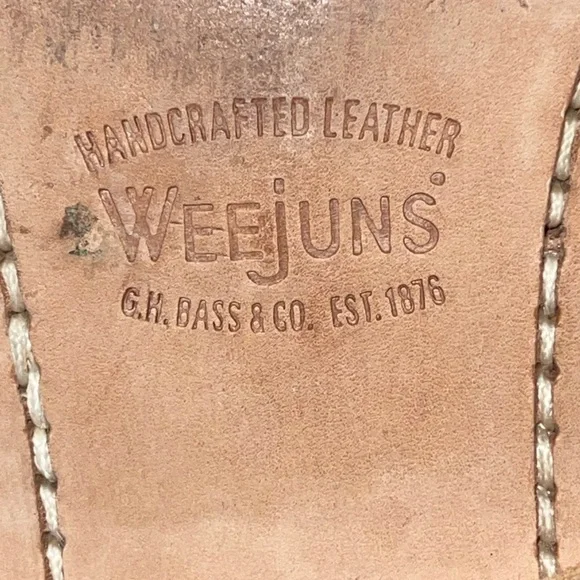 HANDCRAFTED LEATHER
WEEJUNS
G.H. BASS & CO. EST. 1876